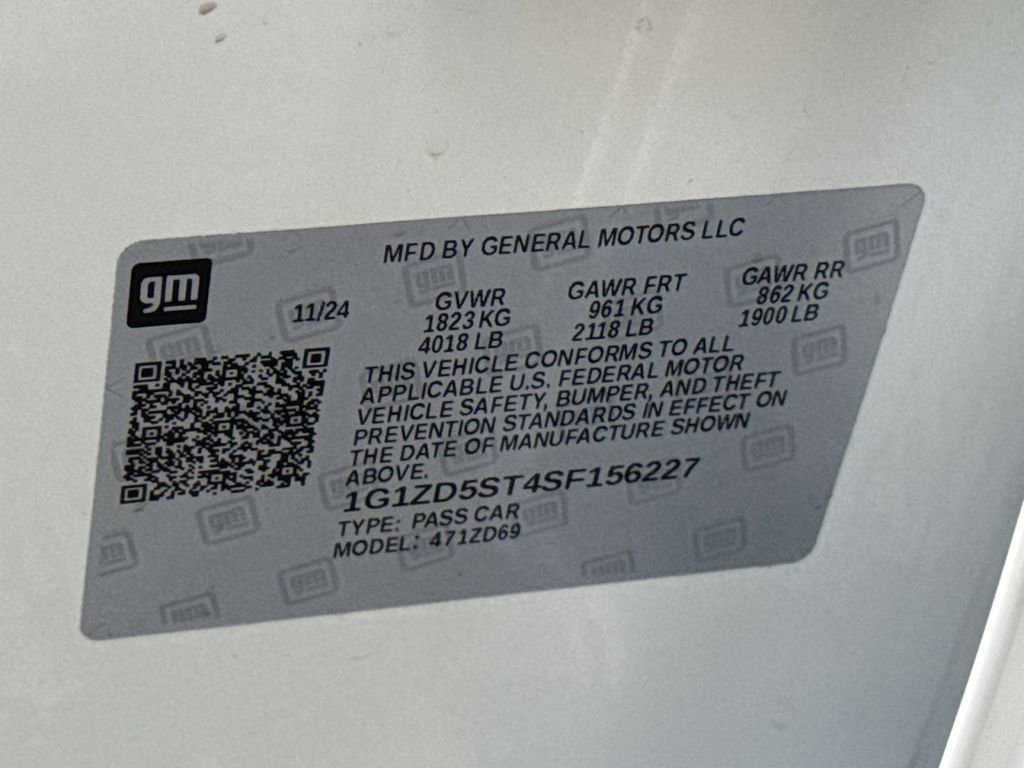 MFD BY GENERAL MOTORS LLC
gm
11/24
GVWR
1823 KG
4018 LB
GAWR FRT
961 KG
2118 LB
GAWR RR
862 KG
1900 LB
THIS VEHICLE CONFORMS TO ALL
APPLICABLE U.S. FEDERAL MOTOR
VEHICLE SAFETY, BUMPER, AND THEFT
PREVENTION STANDARDS IN EFFECT ON
THE DATE OF MANUFACTURE SHOWN
ABOVE.
1G1ZD5ST4SF156227
TYPE: PASS CAR
MODEL: 471ZD69